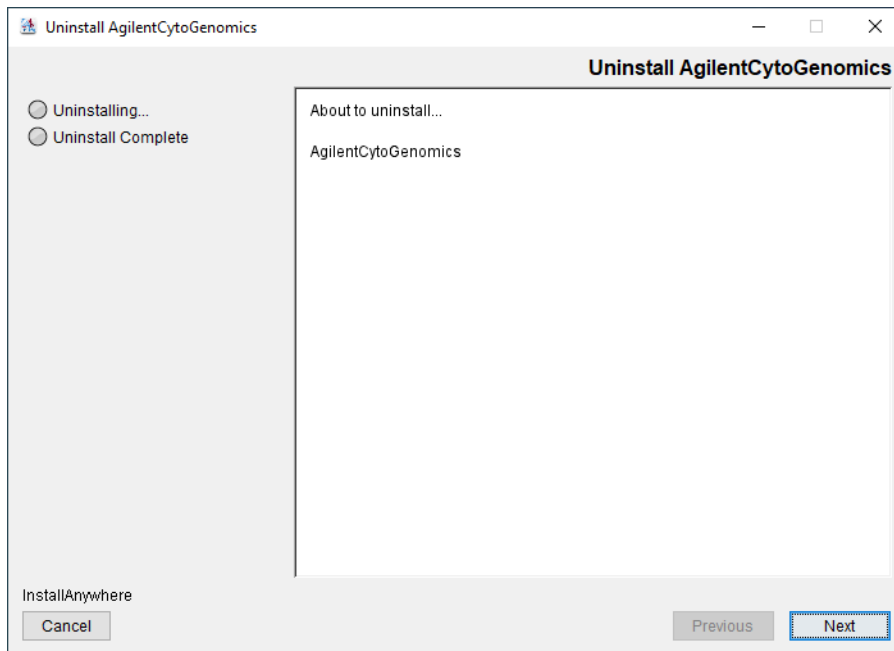 Uninstall AgilentCytoGenomics
Uninstall AgilentCytoGenomics
Uninstalling...
Uninstall Complete
About to uninstall...
AgilentCytoGenomics
InstallAnywhere
Cancel
Previous
Next